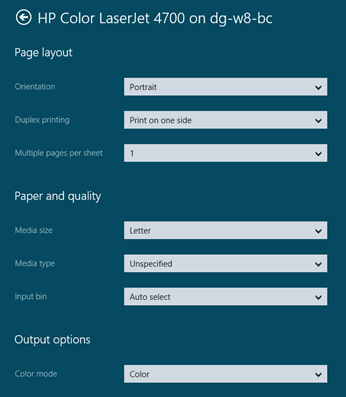 HP Color LaserJet 4700 on dg-w8-bc
Page layout
Orientation Portrait
Duplex printing Print on one side
Multiple pages per sheet 1
Paper and quality
Media size Letter
Media type Unspecified
Input bin Auto select
Output options
Color mode Color